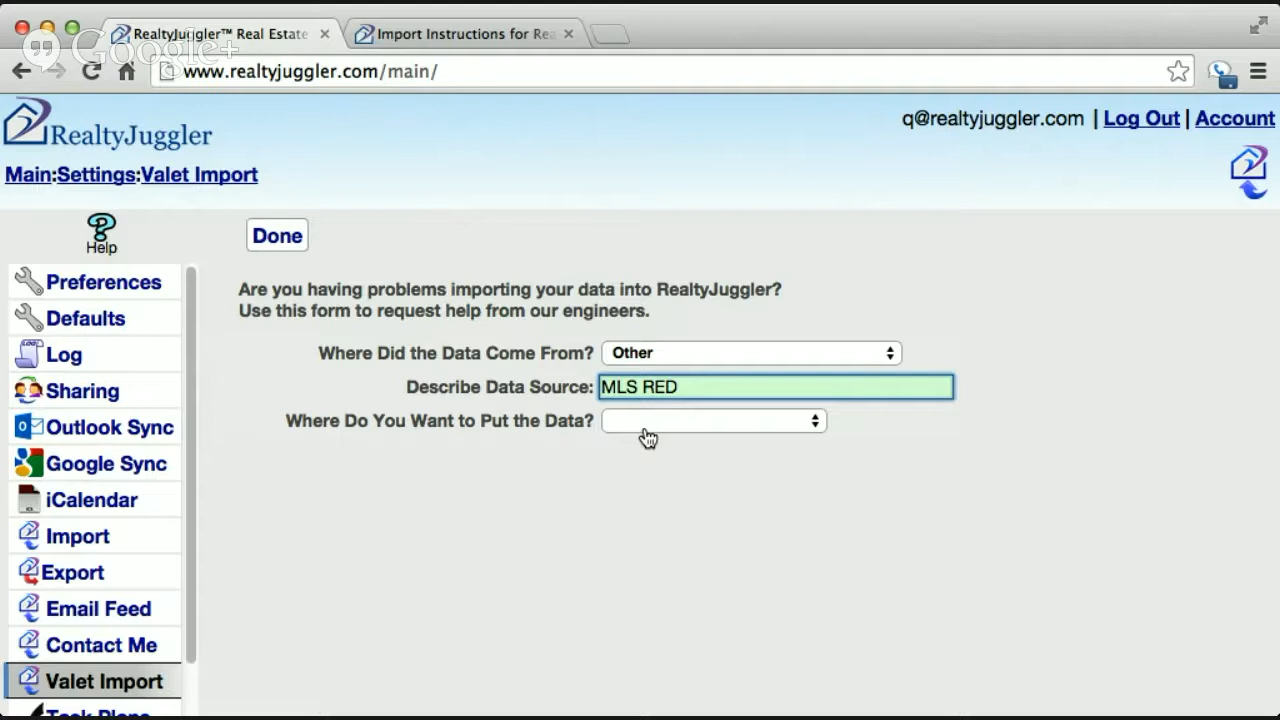 RealtyJuggler™ Real Estate
Import Instructions for Rea
Google+
www.realtyjuggler.com/main/
RealtyJuggler
q@realtyjuggler.com | Log Out | Account
Main:Settings:Valet Import
Help
Done
Preferences
Defaults
Log
Sharing
Outlook Sync
Google Sync
iCalendar
Import
Export
Email Feed
Contact Me
Valet Import
Task Plans
Are you having problems importing your data into RealtyJuggler?
Use this form to request help from our engineers.
Where Did the Data Come From? Other
Describe Data Source: MLS RED
Where Do You Want to Put the Data?